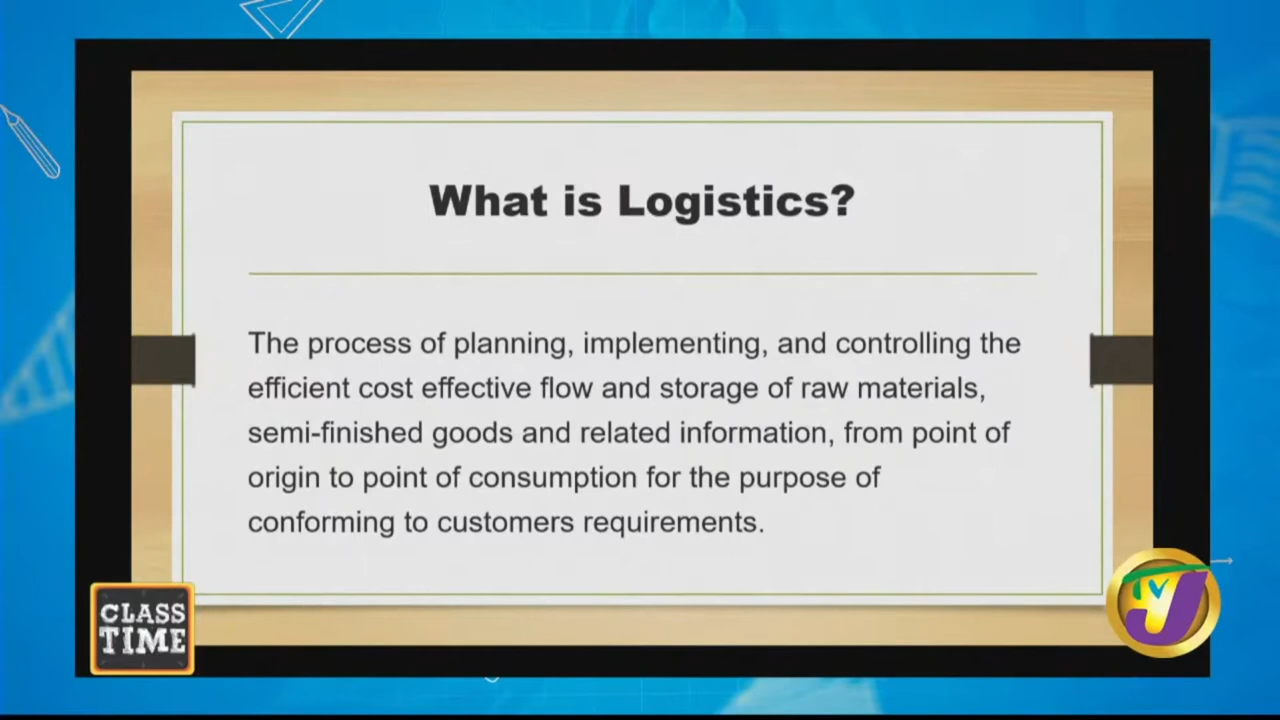 What is Logistics?
The process of planning, implementing, and controlling the
efficient cost effective flow and storage of raw materials,
semi-finished goods and related information, from point of
origin to point of consumption for the purpose of
conforming to customers requirements.
CLASS
TIME
TVJ